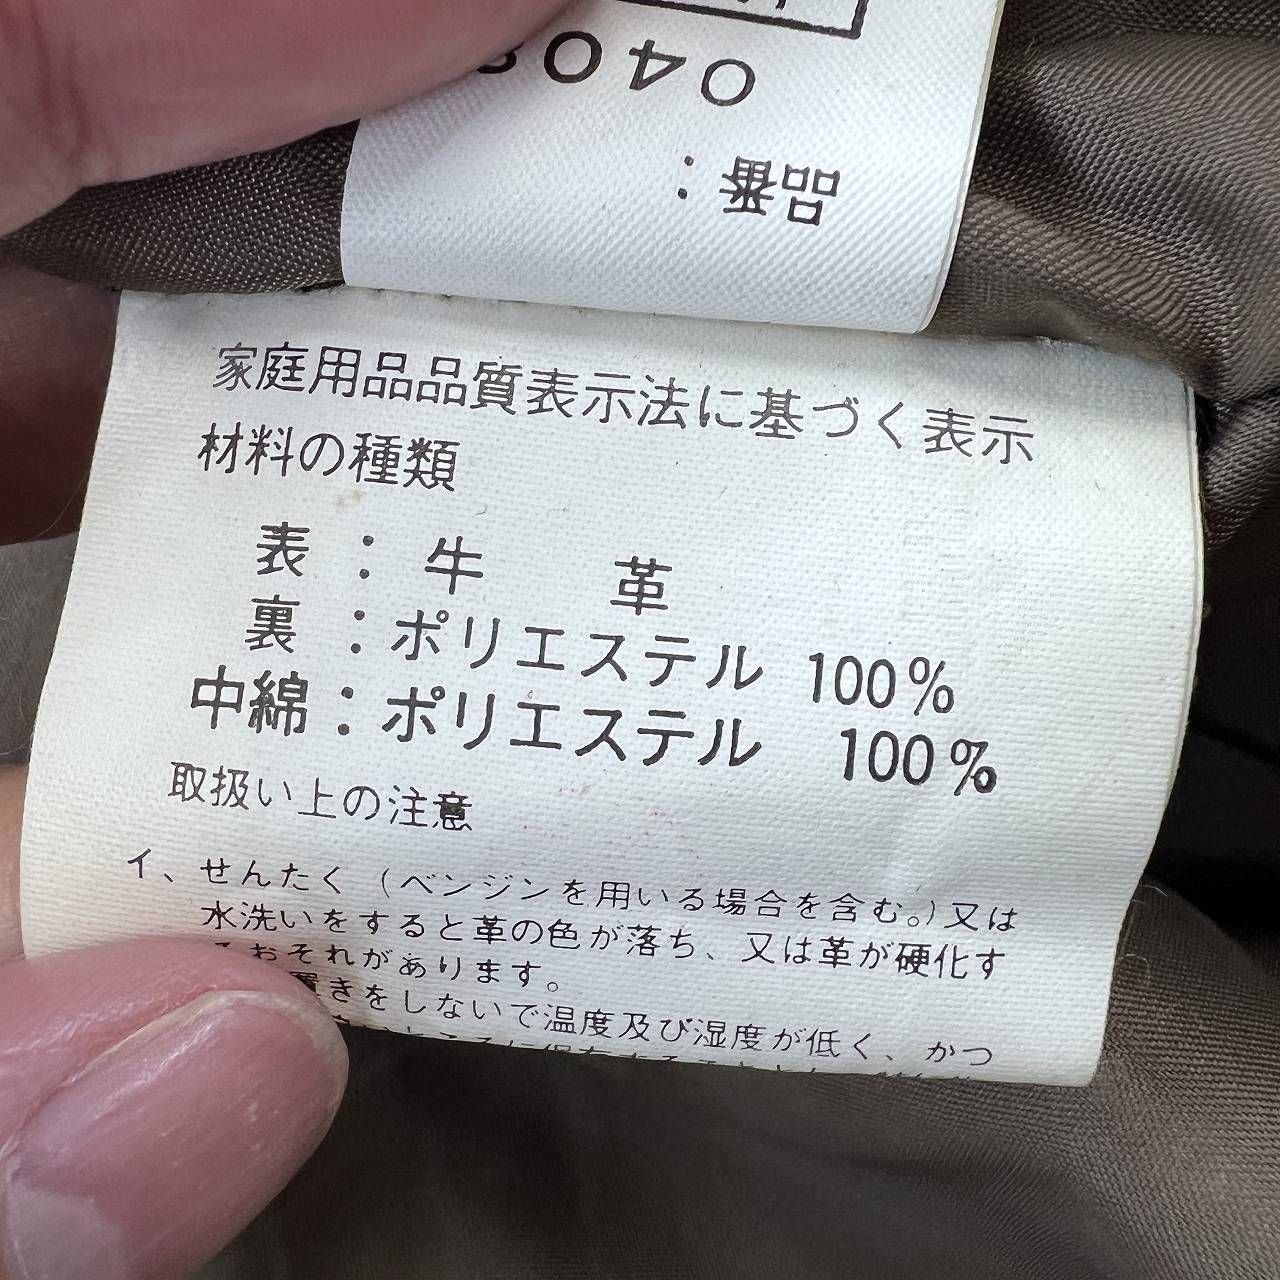 品番：
040
家庭用品品質表示法に基づく表示
材料の種類
表：牛　革
裏：ポリエステル 100%
中綿：ポリエステル 100%
取扱い上の注意
イ、せんたく（ベンジンを用いる場合を含む。）又は
水洗いをすると革の色が落ち、又は革が硬化す
るおそれがあります。
置きをしないで温度及び湿度が低く、かつ